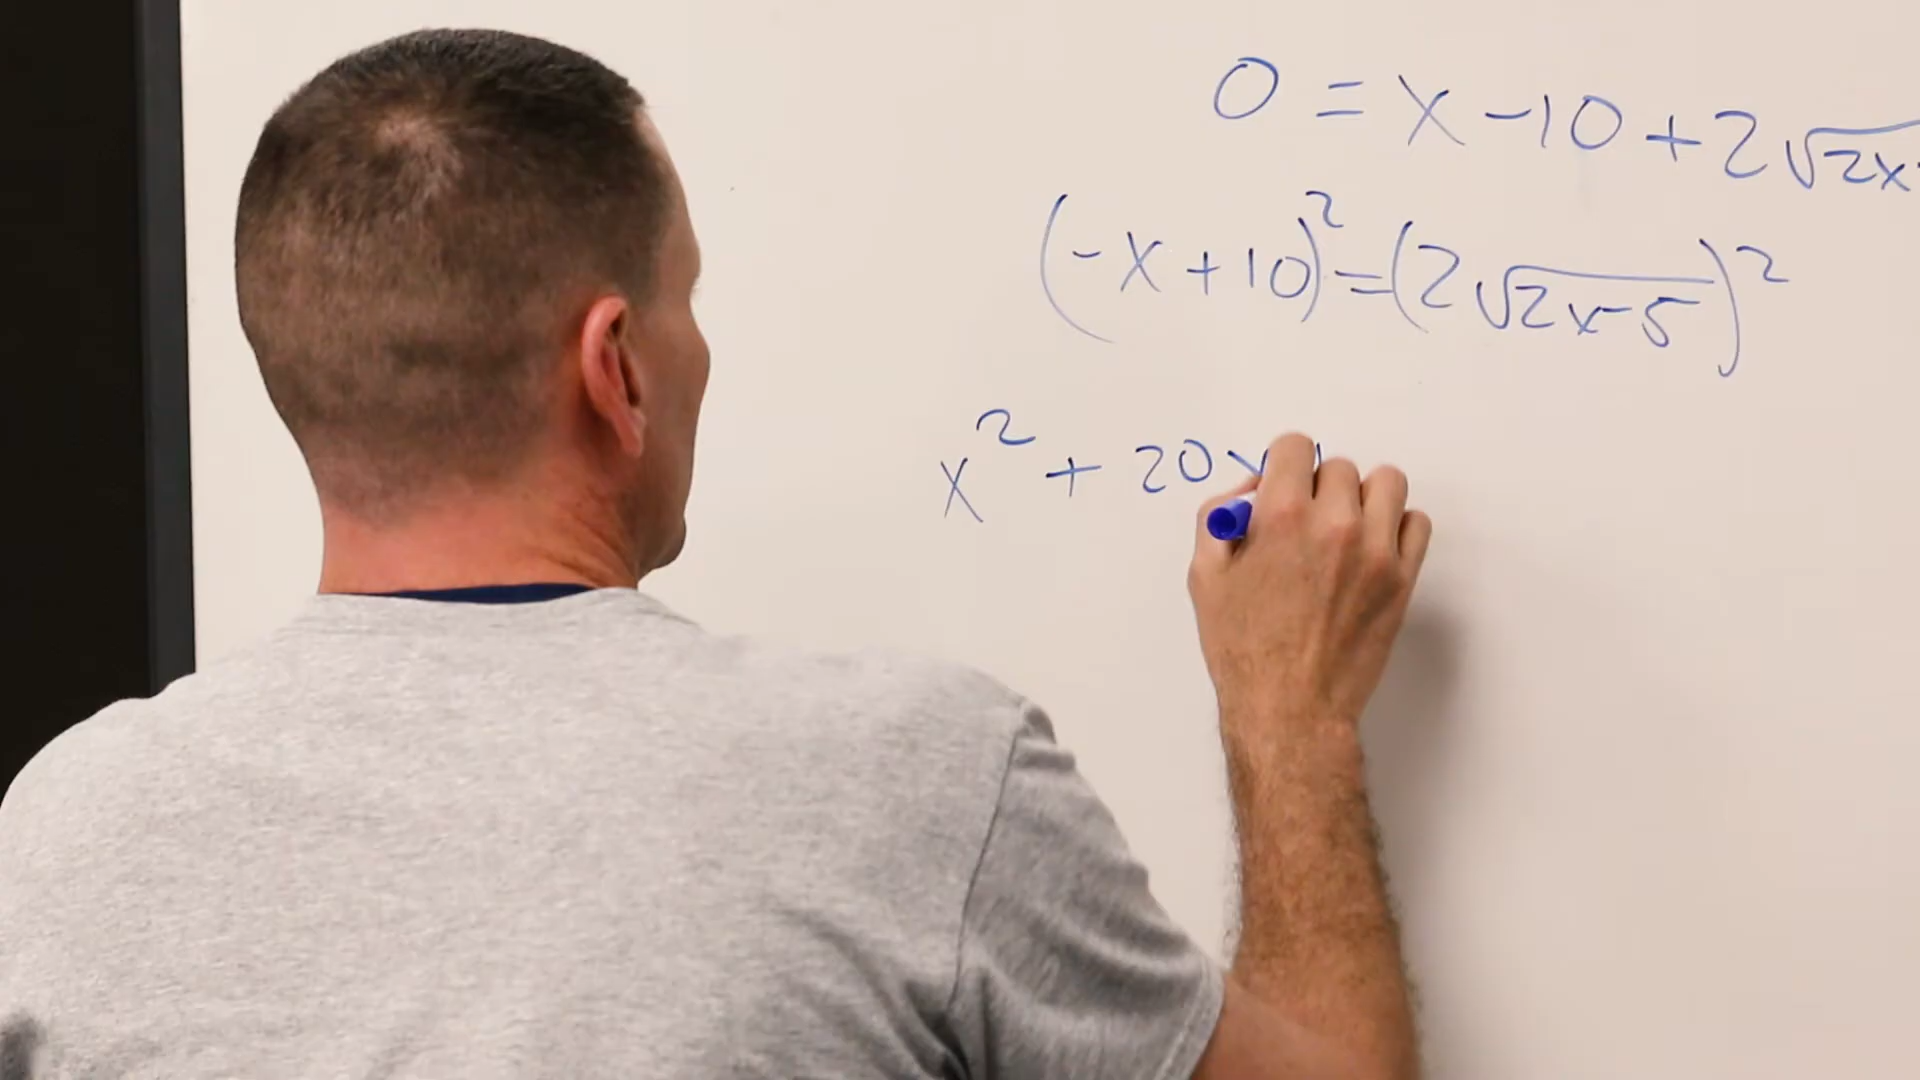 0 = x - 10 + 2√2x-
(-x + 10)² = (2√2x-5)²
x² + 20x